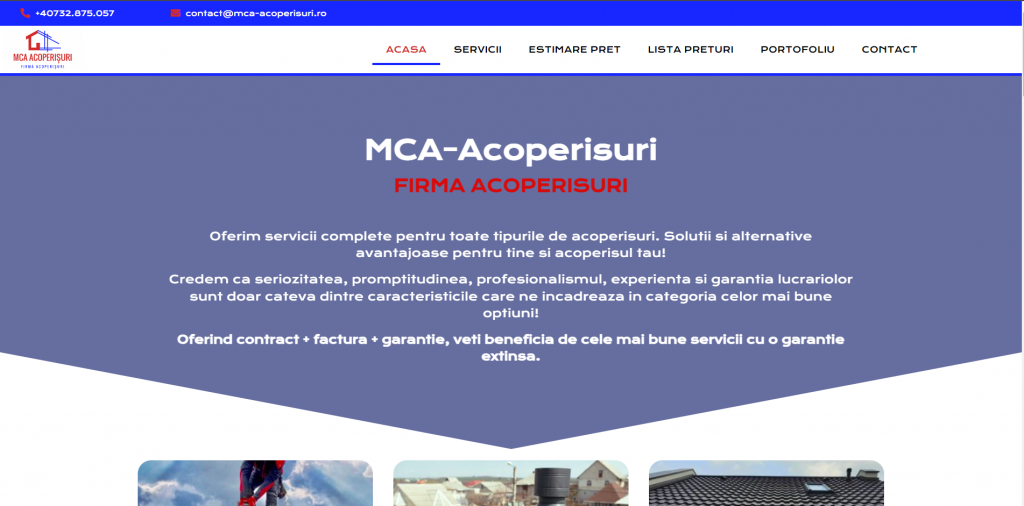 +40732.875.057
contact@mca-acoperisuri.ro
MCA ACOPERIȘURI
FIRMA ACOPERIȘURI
ACASA
SERVICII
ESTIMARE PRET
LISTA PRETURI
PORTOFOLIU
CONTACT
MCA-Acoperisuri
FIRMA ACOPERISURI
Oferim servicii complete pentru toate tipurile de acoperisuri. Solutii si alternative
avantajoase pentru tine si acoperisul tau!
Credem ca seriozitatea, promptitudinea, profesionalismul, experienta si garantia lucrariolor
sunt doar cateva dintre caracteristicile care ne incadreaza in categoria celor mai bune
optiuni!
Oferind contract + factura + garantie, veti beneficia de cele mai bune servicii cu o garantie
extinsa.